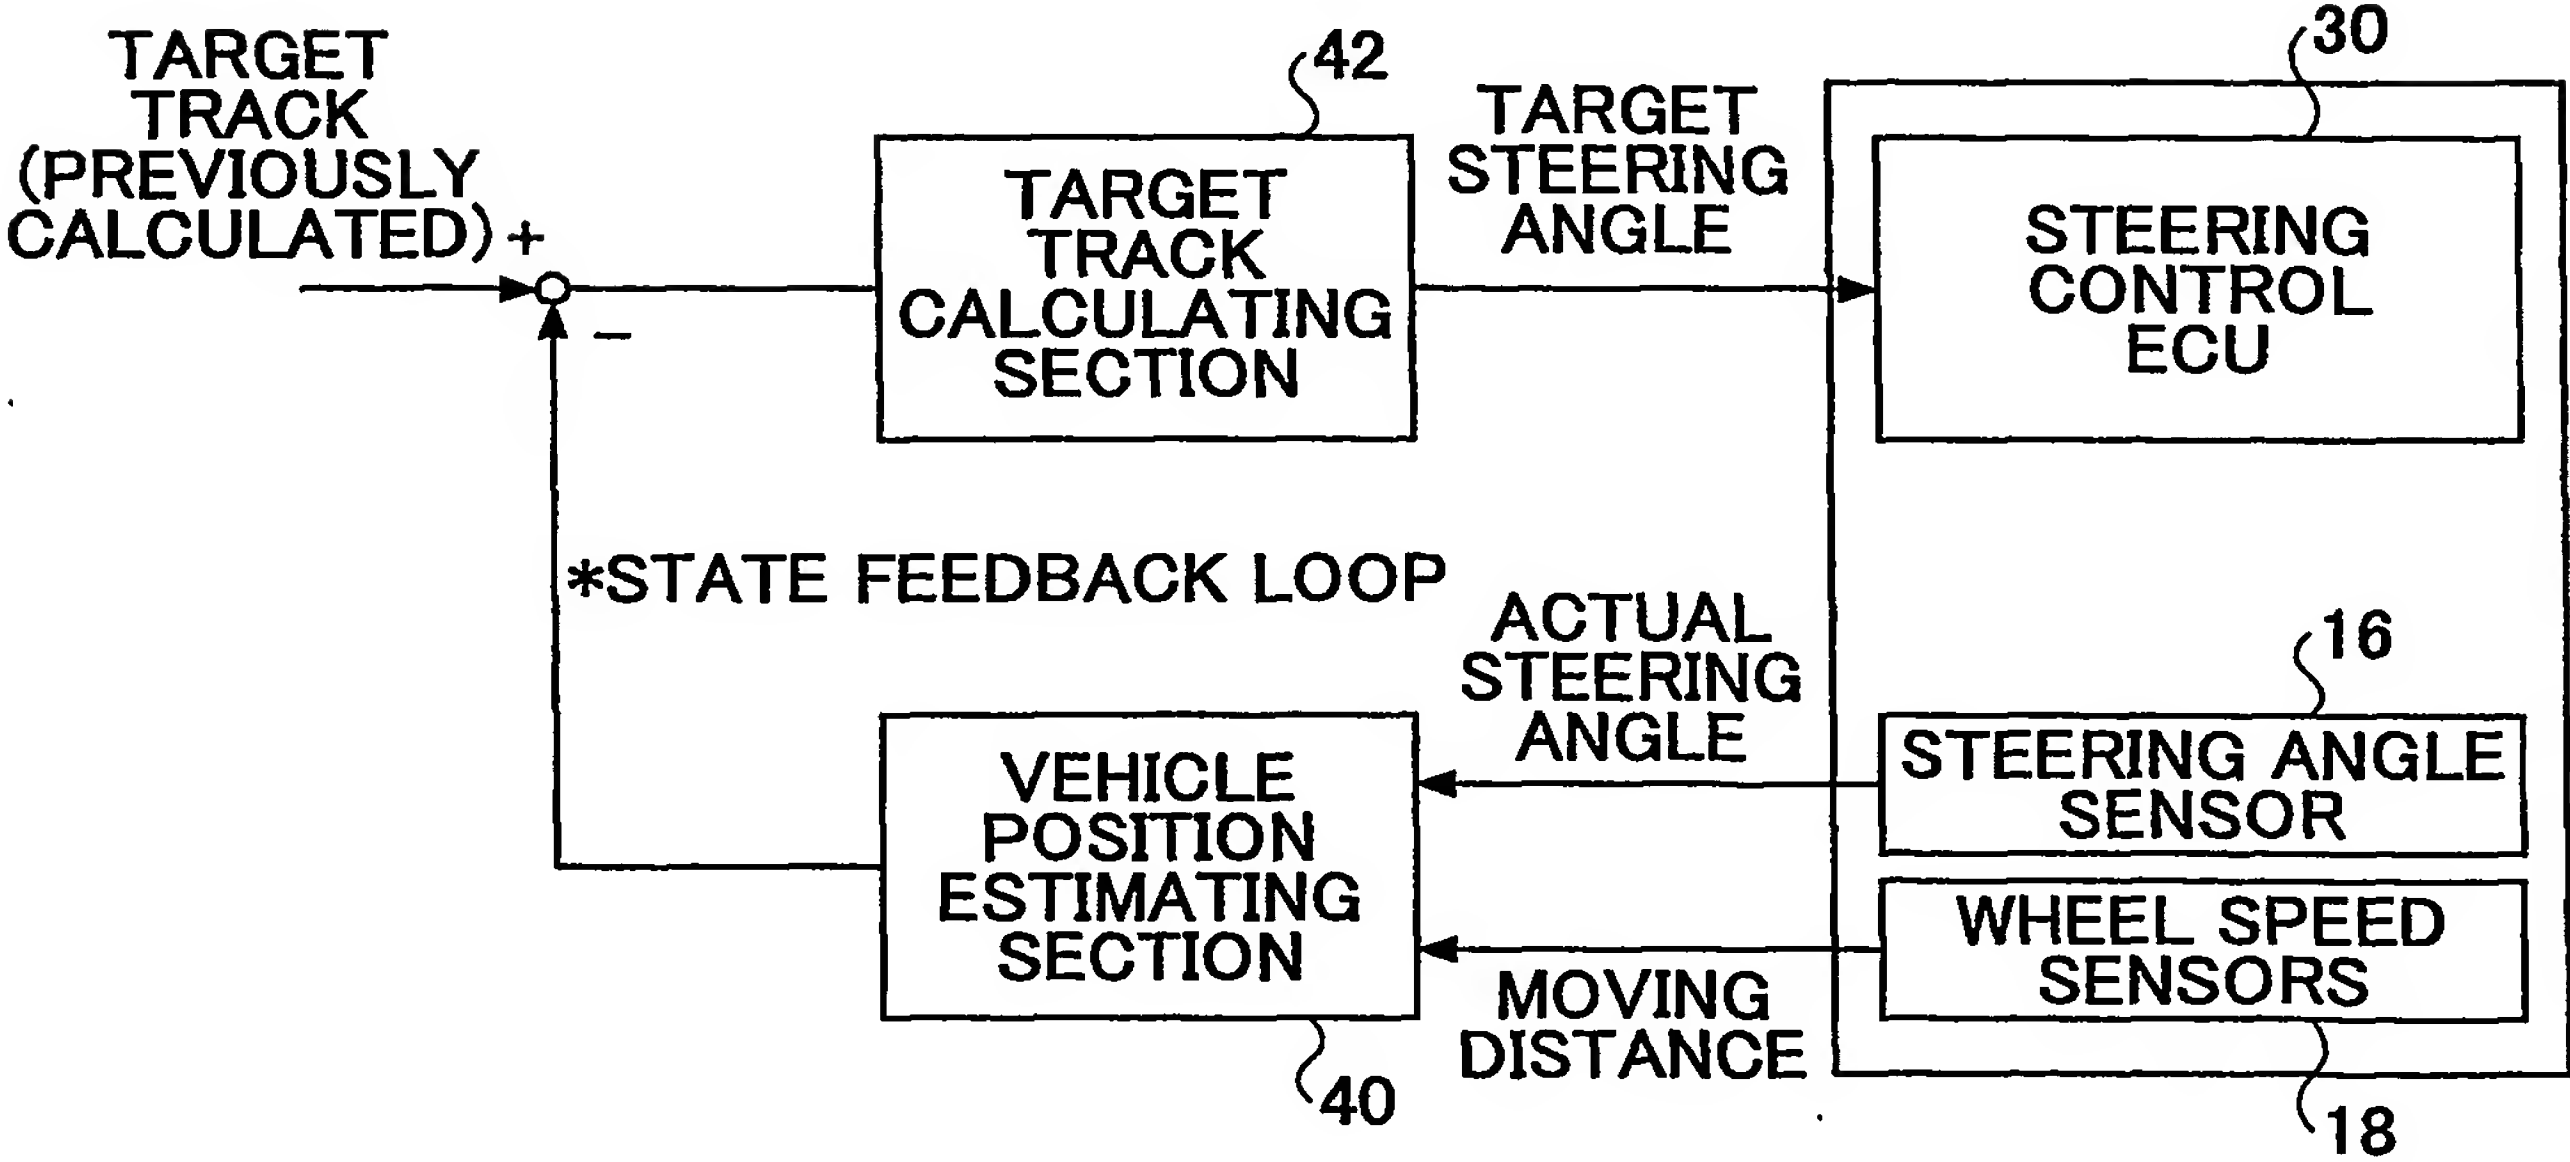 TARGET
TRACK
(PREVIOUSLY
CALCULATED)
+
−
42
TARGET
TRACK
CALCULATING
SECTION
TARGET
STEERING
ANGLE
30
STEERING
CONTROL
ECU
*STATE FEEDBACK LOOP
ACTUAL
STEERING
ANGLE
16
STEERING ANGLE
SENSOR
VEHICLE
POSITION
ESTIMATING
SECTION
40
MOVING
DISTANCE
WHEEL SPEED
SENSORS
18